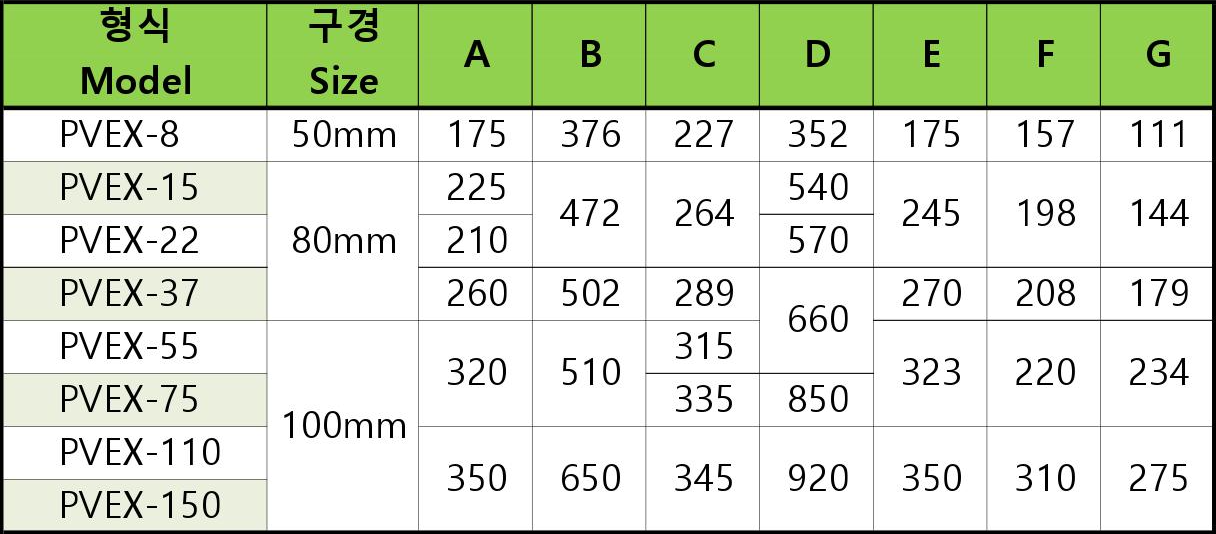 형식 구경 A B C D E F G
Model Size
PVEX-8 50mm 175 376 227 352 175 157 111
PVEX-15 225 540
472 264 245 198 144
PVEX-22 80mm 210 570
PVEX-37 260 502 289 270 208 179
660
PVEX-55 315
320 510 323 220 234
PVEX-75 335 850
100mm
PVEX-110
350 650 345 920 350 310 275
PVEX-150